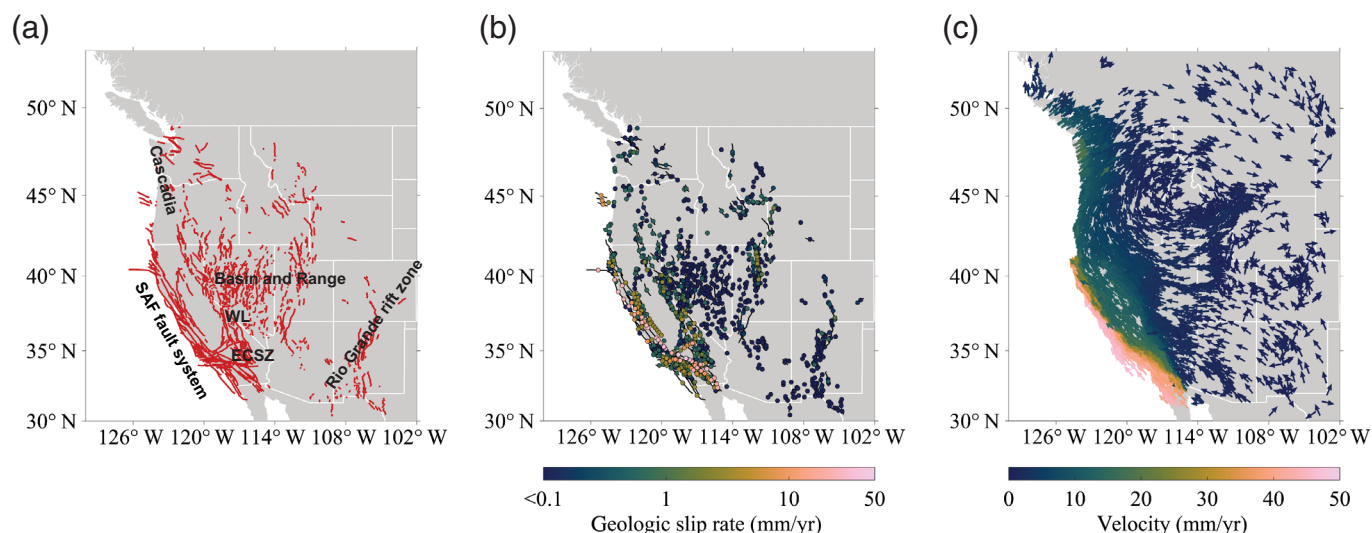 (a)
(b)
(c)
50° N
45° N
40° N
35° N
30° N
126° W 120° W 114° W 108° W 102° W
Cascadia
Basin and Range
WL
ECSZ
SAF fault system
Rio Grande rift zone
50° N
45° N
40° N
35° N
30° N
126° W 120° W 114° W 108° W 102° W
<0.1 1 10 50
Geologic slip rate (mm/yr)
50° N
45° N
40° N
35° N
30° N
126° W 120° W 114° W 108° W 102° W
0 10 20 30 40 50
Velocity (mm/yr)